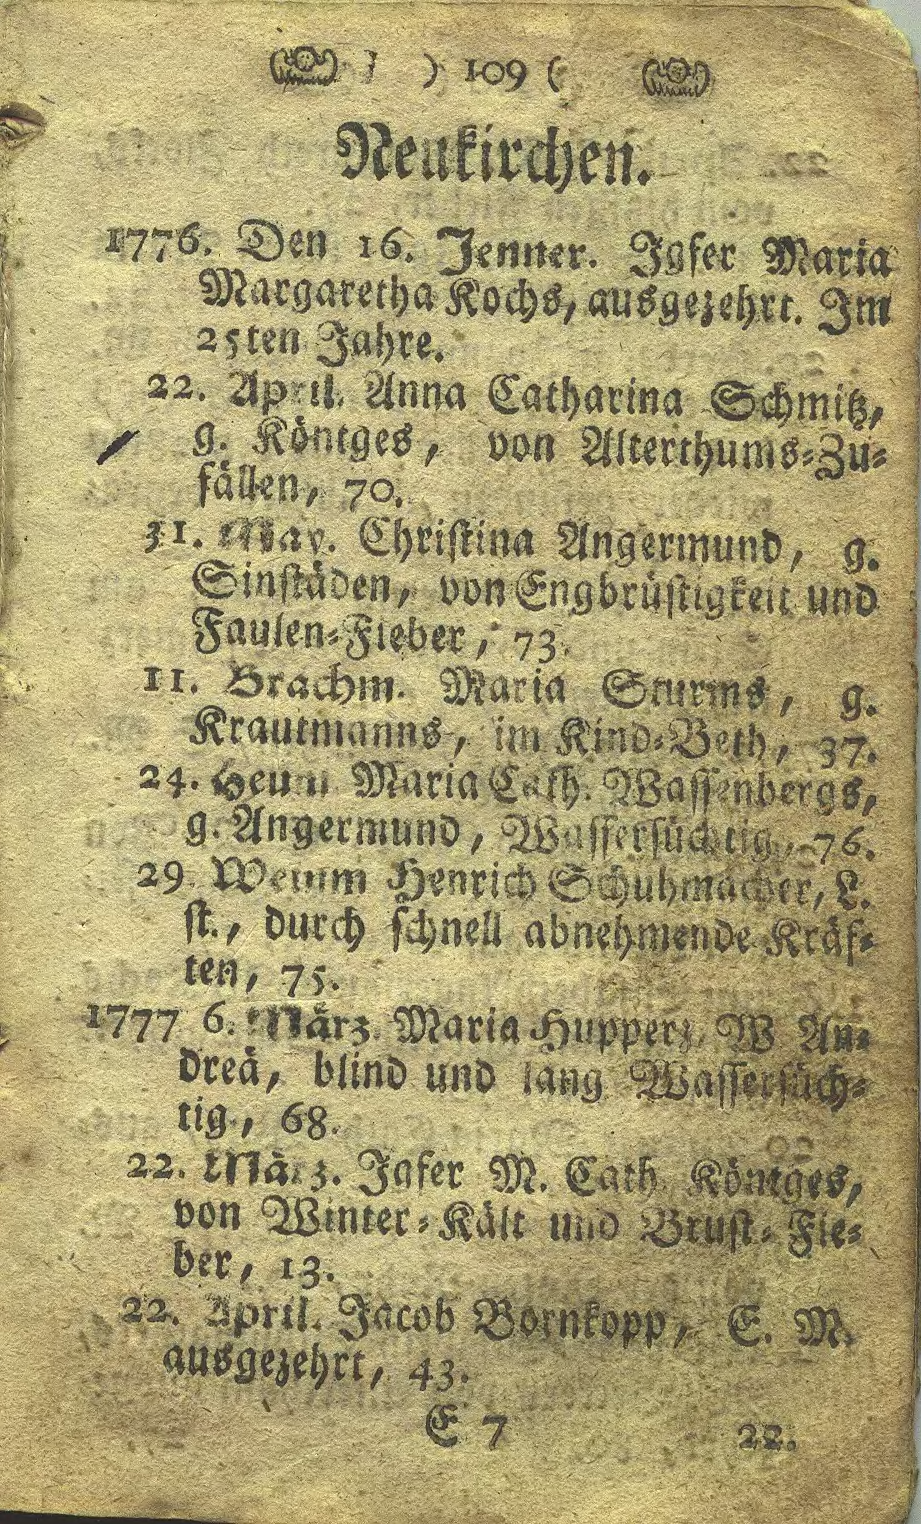 ) 109 (
Neukirchen.
1776. Den 16. Jenner. Jgfer Maria
Margaretha Kochs, ausgezehrt. Im
25ten Jahre.
22. April. Anna Catharina Schmitz,
g. Köntges, von Alterthums-Zu-
fällen, 70.
31. May. Christina Angermund, g.
Sinstäden, von Engbrüstigkeit und
Faulen-Fieber, 73.
11. Brachm. Maria Sturms, g.
Krautmanns, im Kind-Beth, 37.
24. Heum Maria Cath. Wassenbergs,
g. Angermund, Wassersüchtig, 76.
29. Weinm Henrich Schuhmacher, L.
st., durch schnell abnehmende Kräf-
ten, 75.
1777 6. März. Maria Hupperz, W An-
dreä, blind und lang Wassersüch-
tig, 68.
22. März. Jgfer M. Cath. Köntges,
von Winter-Kält und Brust-Fie-
ber, 13.
22. April. Jacob Bornkopp, E. M.
ausgezehrt, 43.
E 7 22.